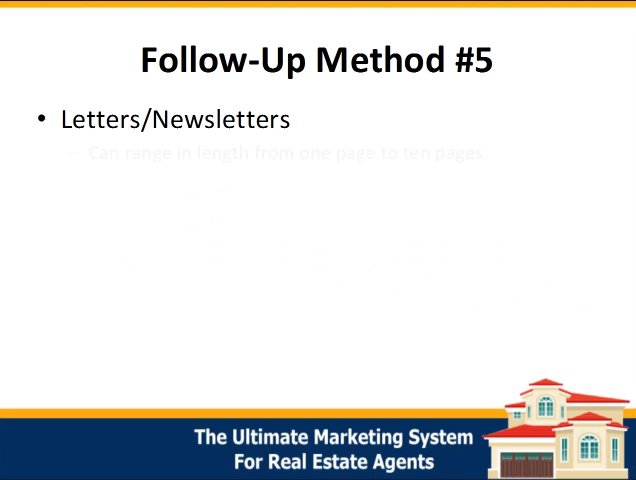 Follow-Up Method #5
• Letters/Newsletters
– Can range in length from one page to ten pages.
The Ultimate Marketing System
For Real Estate Agents